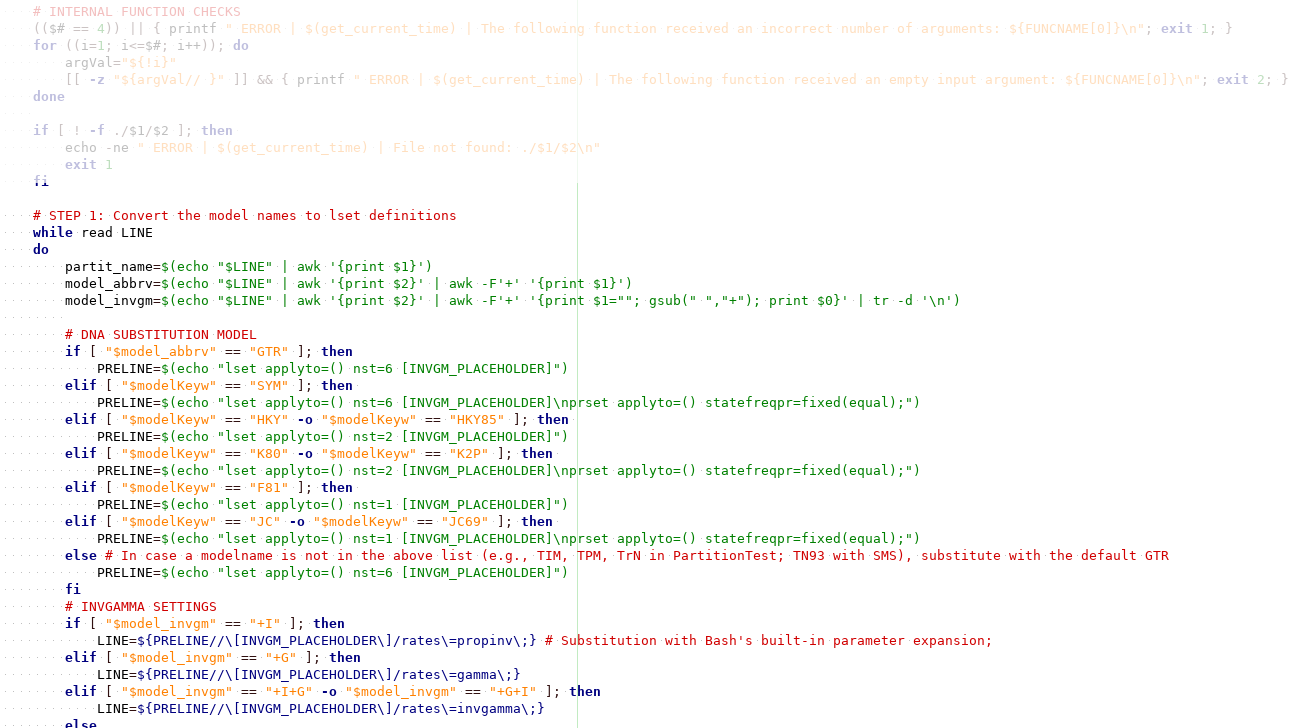 # INTERNAL FUNCTION CHECKS
(($# == 4)) || { printf " ERROR | $(get_current_time) | The following function received an incorrect number of arguments: ${FUNCNAME[0]}\n"; exit 1; }
for ((i=1; i<=$#; i++)); do
argVal="${!i}"
[[ -z "${argVal// }" ]] && { printf " ERROR | $(get_current_time) | The following function received an empty input argument: ${FUNCNAME[0]}\n"; exit 2; }
done
if [ ! -f ./$1/$2 ]; then
echo -ne " ERROR | $(get_current_time) | File not found: ./$1/$2\n"
exit 1
fi
# STEP 1: Convert the model names to lset definitions
while read LINE
do
partit_name=$(echo "$LINE" | awk '{print $1}')
model_abbrv=$(echo "$LINE" | awk '{print $2}' | awk -F'+' '{print $1}')
model_invgm=$(echo "$LINE" | awk '{print $2}' | awk -F'+' '{print $1=""; gsub(" ","+"); print $0}' | tr -d '\n')
# DNA SUBSTITUTION MODEL
if [ "$model_abbrv" == "GTR" ]; then
PRELINE=$(echo "lset applyto=() nst=6 [INVGM_PLACEHOLDER]")
elif [ "$modelKeyw" == "SYM" ]; then
PRELINE=$(echo "lset applyto=() nst=6 [INVGM_PLACEHOLDER]\nprset applyto=() statefreqpr=fixed(equal);")
elif [ "$modelKeyw" == "HKY" -o "$modelKeyw" == "HKY85" ]; then
PRELINE=$(echo "lset applyto=() nst=2 [INVGM_PLACEHOLDER]")
elif [ "$modelKeyw" == "K80" -o "$modelKeyw" == "K2P" ]; then
PRELINE=$(echo "lset applyto=() nst=2 [INVGM_PLACEHOLDER]\nprset applyto=() statefreqpr=fixed(equal);")
elif [ "$modelKeyw" == "F81" ]; then
PRELINE=$(echo "lset applyto=() nst=1 [INVGM_PLACEHOLDER]")
elif [ "$modelKeyw" == "JC" -o "$modelKeyw" == "JC69" ]; then
PRELINE=$(echo "lset applyto=() nst=1 [INVGM_PLACEHOLDER]\nprset applyto=() statefreqpr=fixed(equal);")
else # In case a modelname is not in the above list (e.g., TIM, TPM, TrN in PartitionTest; TN93 with SMS), substitute with the default GTR
PRELINE=$(echo "lset applyto=() nst=6 [INVGM_PLACEHOLDER]")
fi
# INVGAMMA SETTINGS
if [ "$model_invgm" == "+I" ]; then
LINE=${PRELINE//\[INVGM_PLACEHOLDER\]/rates\=propinv\;} # Substitution with Bash's built-in parameter expansion;
elif [ "$model_invgm" == "+G" ]; then
LINE=${PRELINE//\[INVGM_PLACEHOLDER\]/rates\=gamma\;}
elif [ "$model_invgm" == "+I+G" -o "$model_invgm" == "+G+I" ]; then
LINE=${PRELINE//\[INVGM_PLACEHOLDER\]/rates\=invgamma\;}
else